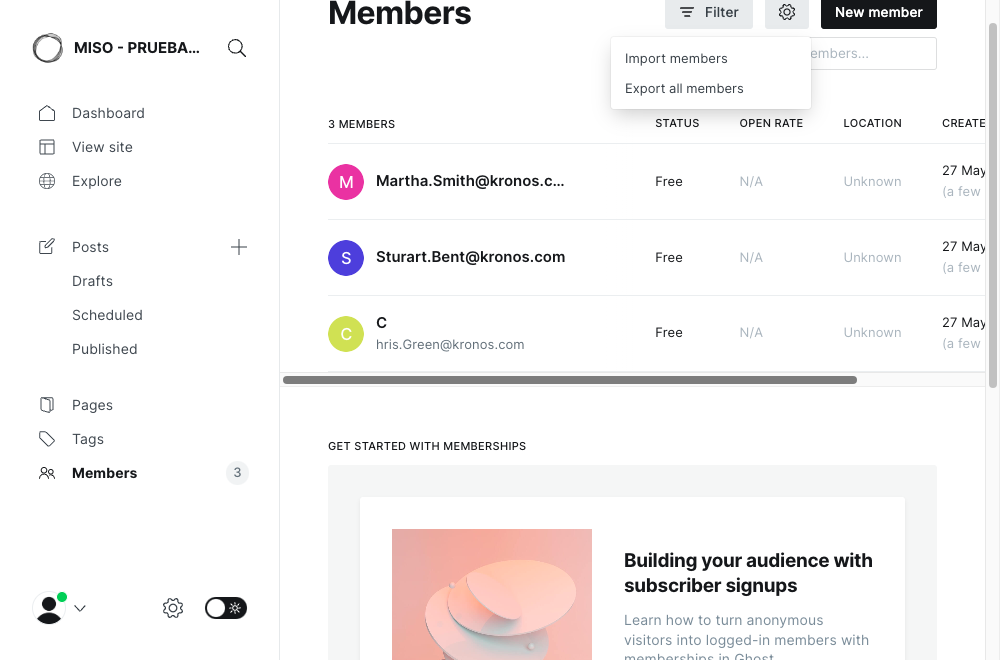 MISO - PRUEBA...
Dashboard
View site
Explore
Posts
Drafts
Scheduled
Published
Pages
Tags
Members
3
Members
Filter
New member
Import members
Export all members
embers...
3 MEMBERS
STATUS
OPEN RATE
LOCATION
CREATE
M
Martha.Smith@kronos.c...
Free
N/A
Unknown
27 May
(a few
S
Sturart.Bent@kronos.com
Free
N/A
Unknown
27 May
(a few
C
C
hris.Green@kronos.com
Free
N/A
Unknown
27 May
(a few
GET STARTED WITH MEMBERSHIPS
Building your audience with
subscriber signups
Learn how to turn anonymous
visitors into logged-in members with
memberships in Ghost.